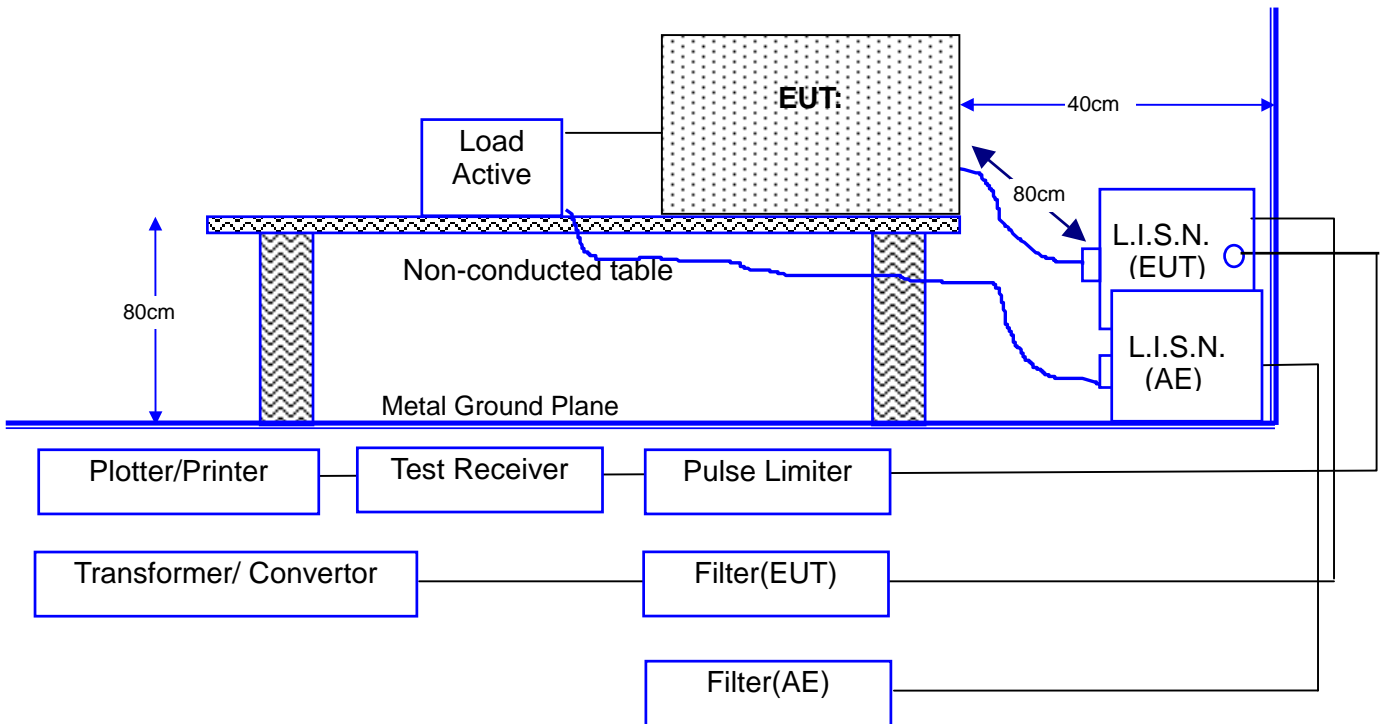 EUT:
40cm
Load
Active
80cm
L.I.S.N.
(EUT)
Non-conducted table
80cm
L.I.S.N.
(AE)
Metal Ground Plane
Plotter/Printer
Test Receiver
Pulse Limiter
Transformer/ Convertor
Filter(EUT)
Filter(AE)